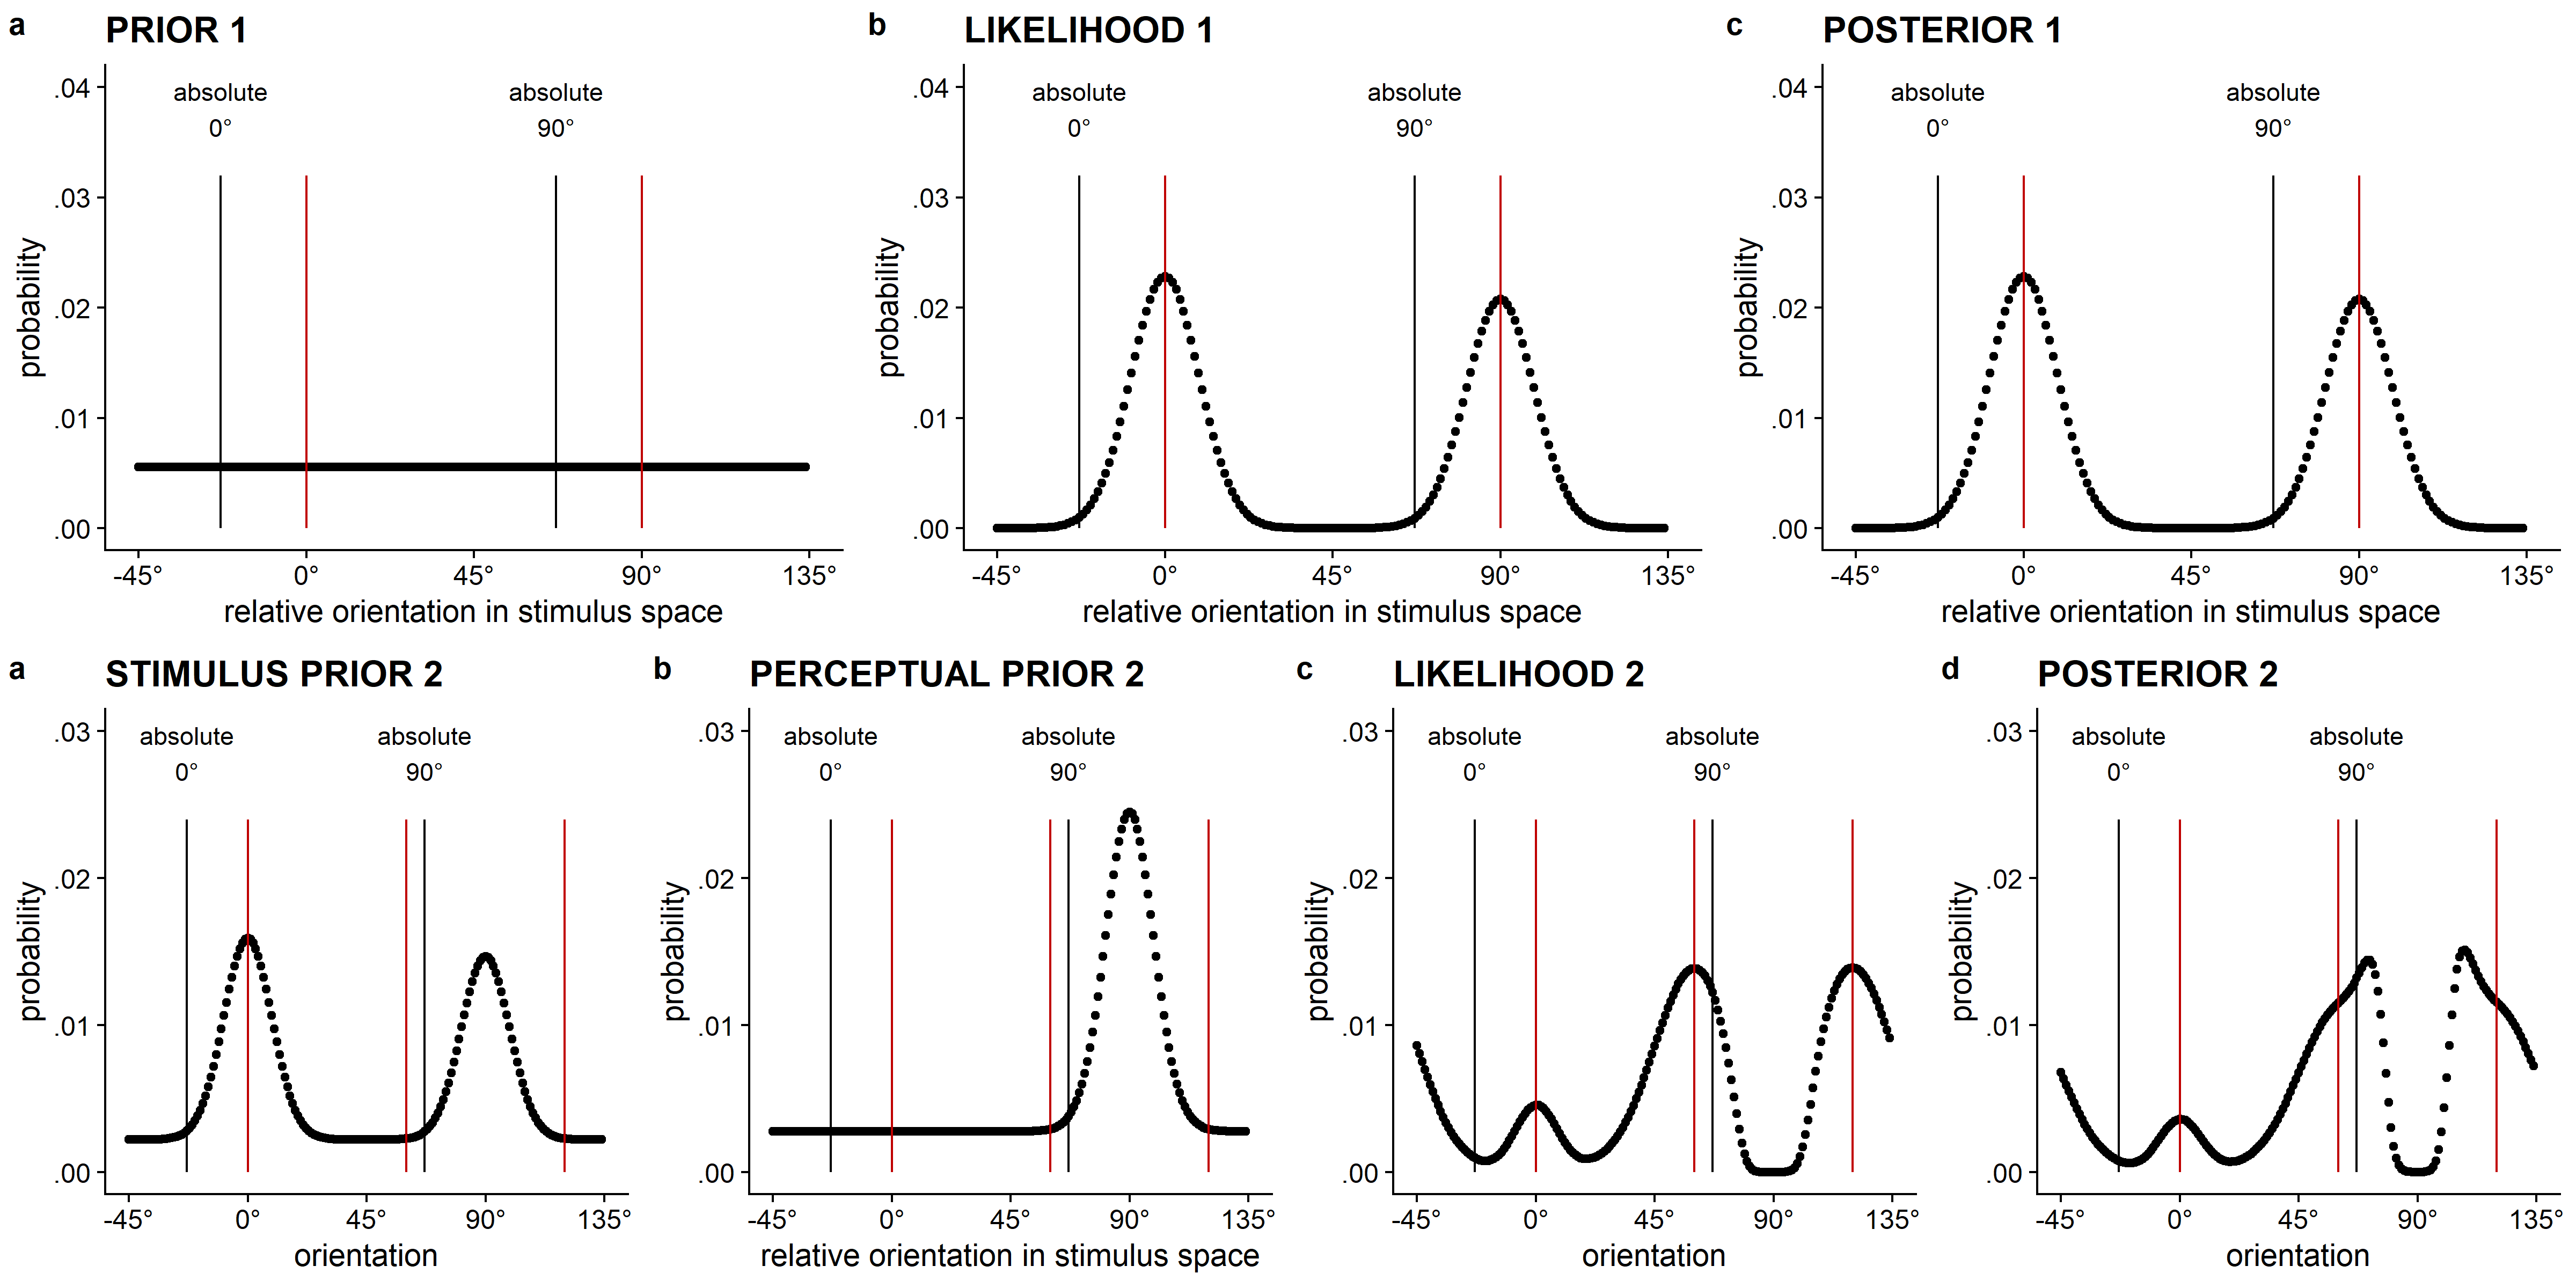 a PRIOR 1
absolute
0°
absolute
90°
.04
.03
.02
.01
.00
probability
-45° 0° 45° 90° 135°
relative orientation in stimulus space
b LIKELIHOOD 1
absolute
0°
absolute
90°
.04
.03
.02
.01
.00
probability
-45° 0° 45° 90° 135°
relative orientation in stimulus space
c POSTERIOR 1
absolute
0°
absolute
90°
.04
.03
.02
.01
.00
probability
-45° 0° 45° 90° 135°
relative orientation in stimulus space
a STIMULUS PRIOR 2
absolute
0°
absolute
90°
.03
.02
.01
.00
probability
-45° 0° 45° 90° 135°
orientation
b PERCEPTUAL PRIOR 2
absolute
0°
absolute
90°
.03
.02
.01
.00
probability
-45° 0° 45° 90° 135°
relative orientation in stimulus space
c LIKELIHOOD 2
absolute
0°
absolute
90°
.03
.02
.01
.00
probability
-45° 0° 45° 90° 135°
orientation
d POSTERIOR 2
absolute
0°
absolute
90°
.03
.02
.01
.00
probability
-45° 0° 45° 90° 135°
orientation